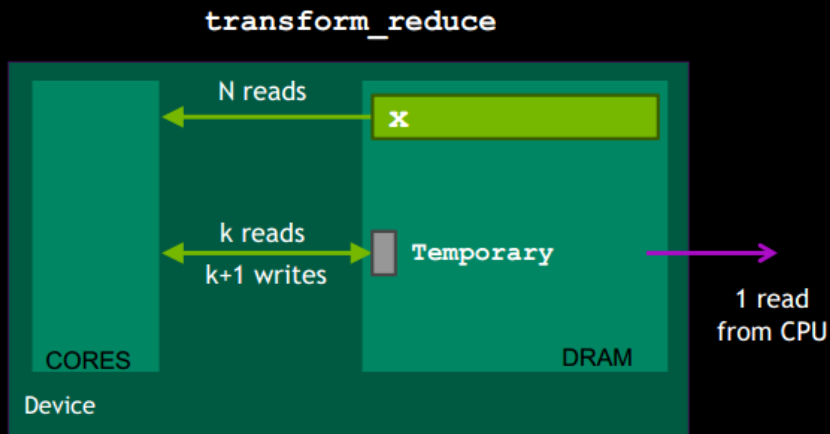 transform_reduce
N reads
x
k reads
k+1 writes
Temporary
1 read
from CPU
CORES
DRAM
Device